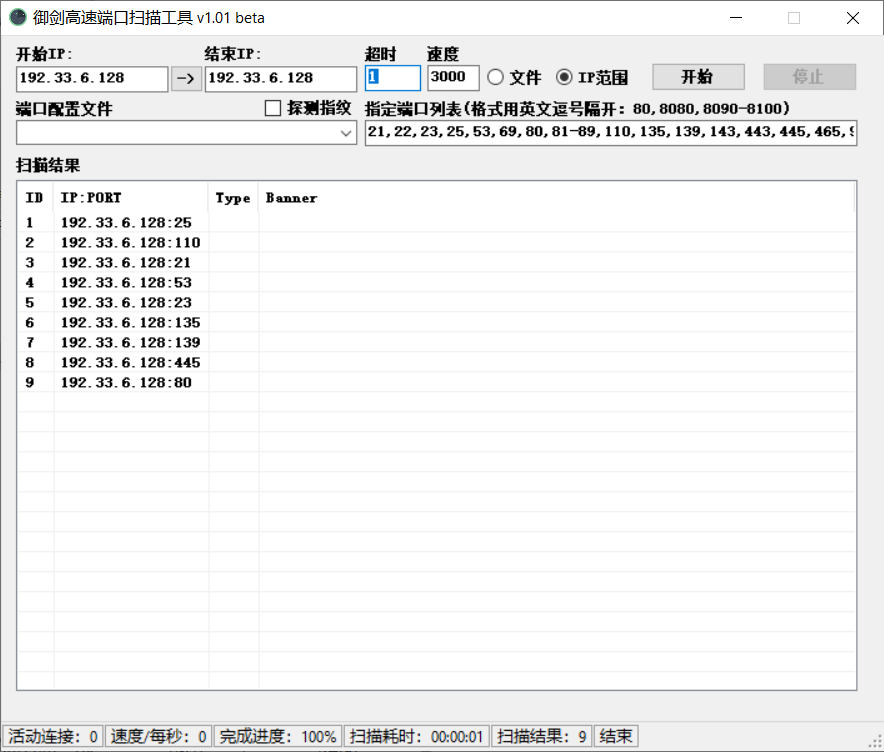 御剑高速端口扫描工具 v1.01 beta
开始IP: 结束IP: 超时 速度
192.33.6.128 -> 192.33.6.128 1 3000 文件 IP范围 开始 停止
端口配置文件 探测指纹 指定端口列表(格式用英文逗号隔开: 80,8080,8090-8100)
21,22,23,25,53,69,80,81-89,110,135,139,143,443,445,465,
扫描结果
ID IP:PORT Type Banner
1 192.33.6.128:25
2 192.33.6.128:110
3 192.33.6.128:21
4 192.33.6.128:53
5 192.33.6.128:23
6 192.33.6.128:135
7 192.33.6.128:139
8 192.33.6.128:445
9 192.33.6.128:80
活动连接: 0 速度/每秒: 0 完成进度: 100% 扫描耗时: 00:00:01 扫描结果: 9 结束